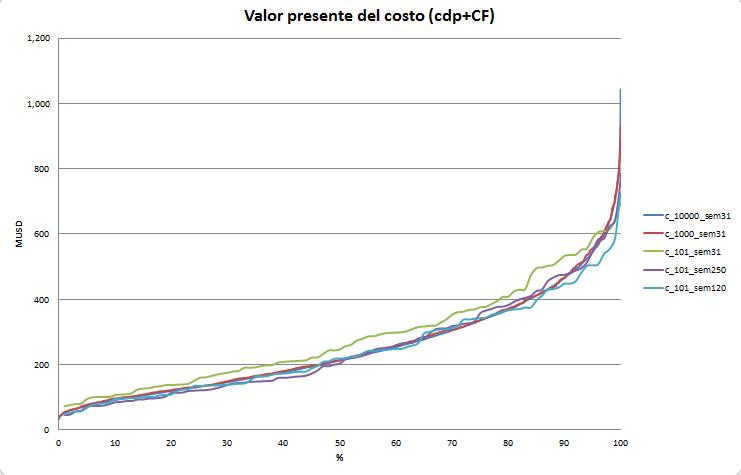 Valor presente del costo (cdp+CF)
1,200
1,000
800
600
400
200
0
MUSD
0 10 20 30 40 50 60 70 80 90 100
%
c_10000_sem31
c_1000_sem31
c_101_sem31
c_101_sem250
c_101_sem120